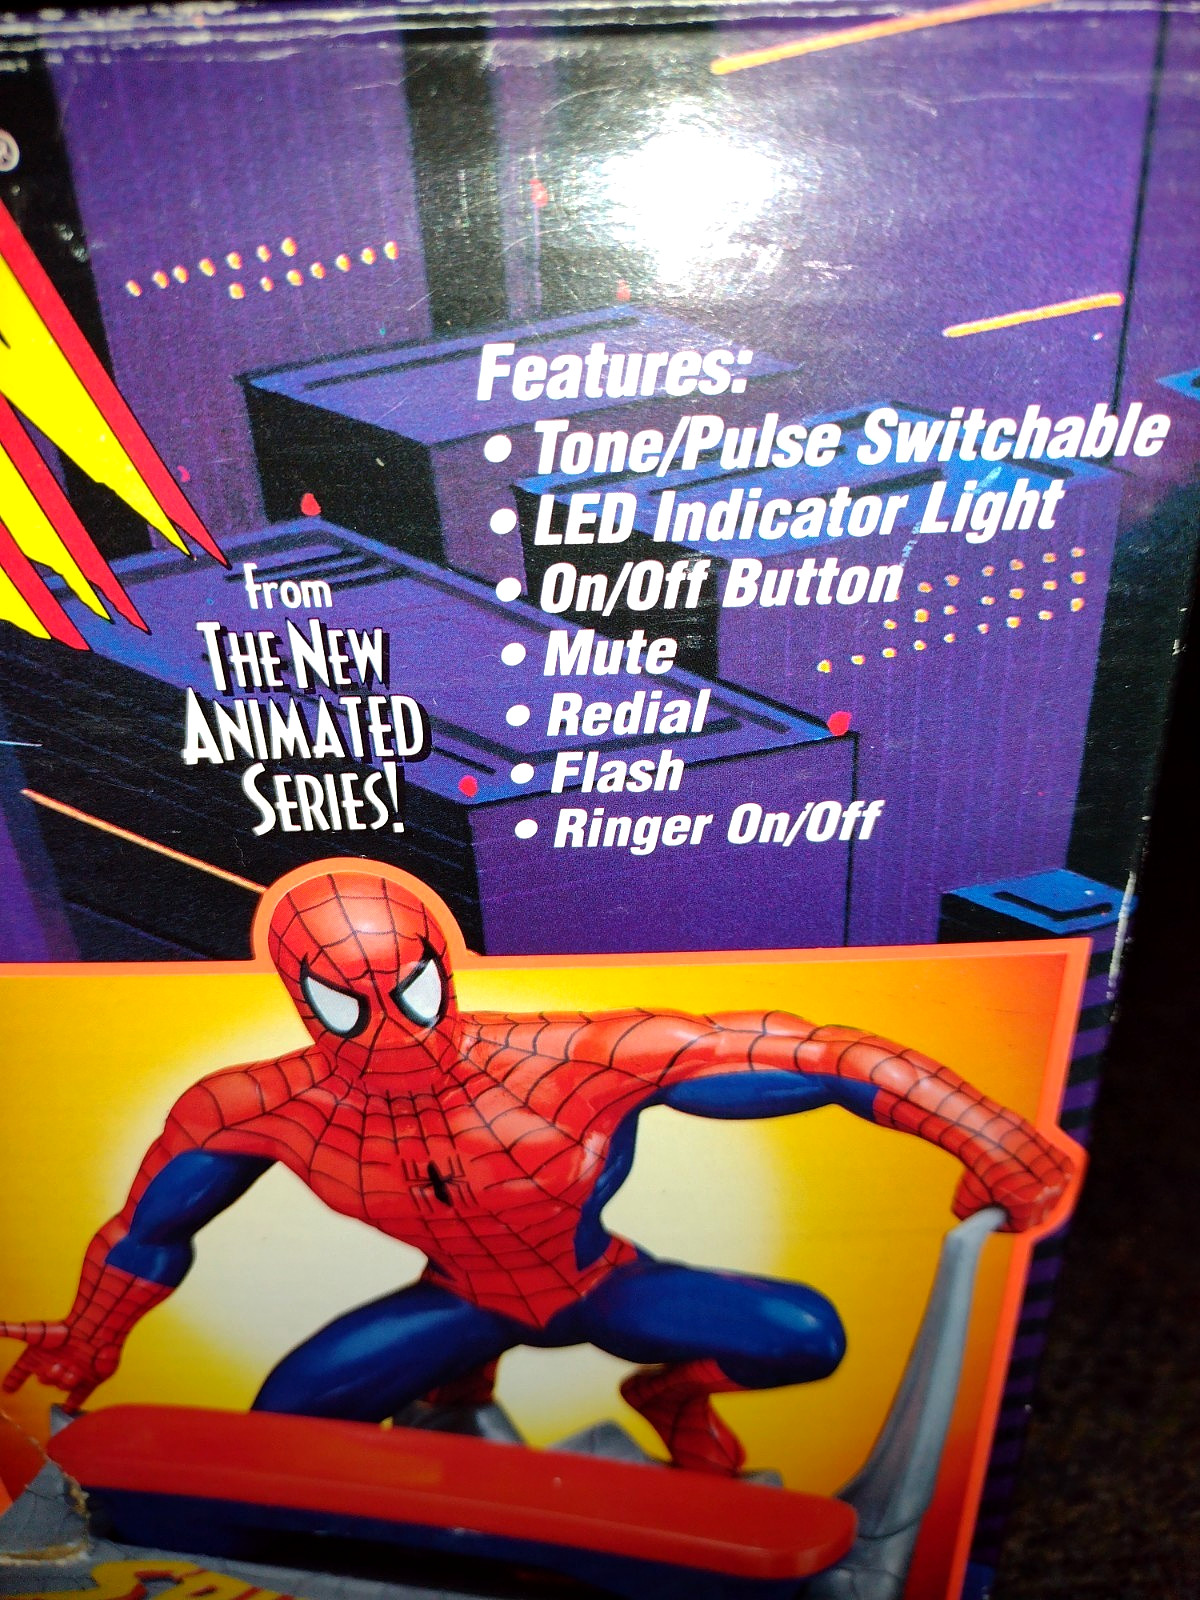 ®
Features:
• Tone/Pulse Switchable
• LED Indicator Light
• On/Off Button
• Mute
• Redial
• Flash
• Ringer On/Off
From
THE NEW
ANIMATED
SERIES!